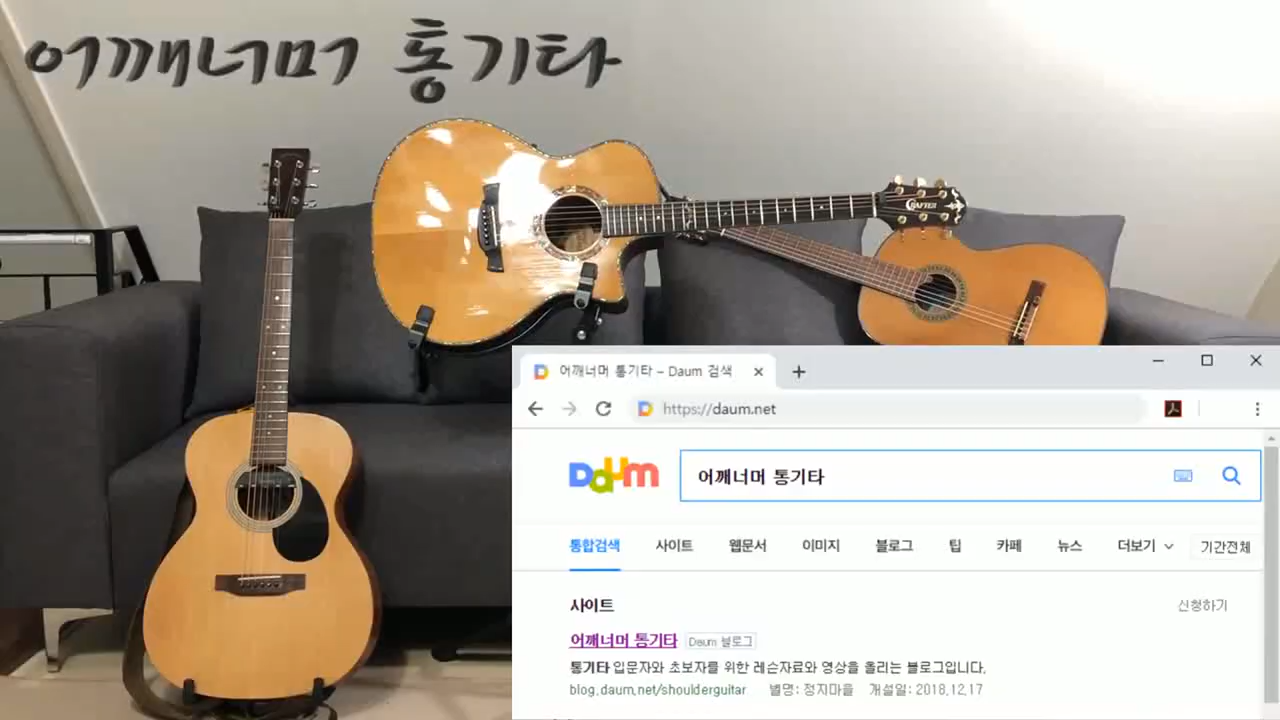 어깨너머 통기타
CRAFTER
어깨너머 통기타 – Daum 검색
https://daum.net
Daum
어깨너머 통기타
통합검색 사이트 웹문서 이미지 블로그 팁 카페 뉴스 더보기 기간전체
사이트 신청하기
어깨너머 통기타 Daum 블로그
통기타 입문자와 초보자를 위한 레슨자료와 영상을 올리는 블로그입니다.
blog.daum.net/shoulderguitar 별명: 정지마을 개설일: 2018.12.17